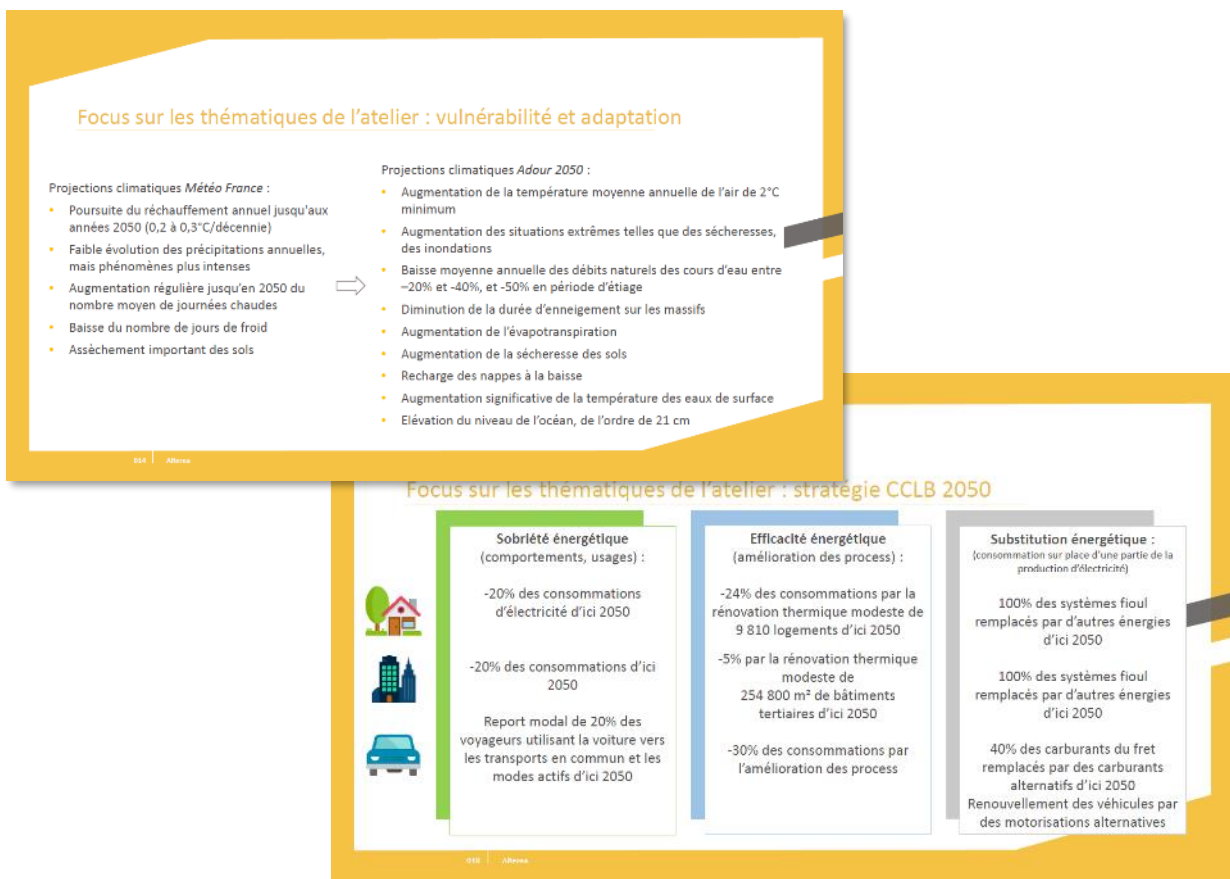 Focus sur les thématiques de l'atelier : vulnérabilité et adaptation
Projections climatiques Météo France :
• Poursuite du réchauffement annuel jusqu'aux
années 2050 (0,2 à 0,3°C/décennie)
• Faible évolution des précipitations annuelles,
mais phénomènes plus intenses
• Augmentation régulière jusqu'en 2050 du
nombre moyen de journées chaudes
• Baisse du nombre de jours de froid
• Assèchement important des sols
Projections climatiques Adour 2050 :
• Augmentation de la température moyenne annuelle de l'air de 2°C
minimum
• Augmentation des situations extrêmes telles que des sécheresses,
des inondations
• Baisse moyenne annuelle des débits naturels des cours d'eau entre
–20% et -40%, et -50% en période d'étiage
• Diminution de la durée d'enneigement sur les massifs
• Augmentation de l'évapotranspiration
• Augmentation de la sécheresse des sols
• Recharge des nappes à la baisse
• Augmentation significative de la température des eaux de surface
• Elévation du niveau de l'océan, de l'ordre de 21 cm
014 Alterea
Focus sur les thématiques de l'atelier : stratégie CCLB 2050
Sobriété énergétique
(comportements, usages) :
-20% des consommations
d'électricité d'ici 2050
-20% des consommations d'ici
2050
Report modal de 20% des
voyageurs utilisant la voiture vers
les transports en commun et les
modes actifs d'ici 2050
Efficacité énergétique
(amélioration des process) :
-24% des consommations par la
rénovation thermique modeste de
9 810 logements d'ici 2050
-5% par la rénovation thermique
modeste de
254 800 m² de bâtiments
tertiaires d'ici 2050
-30% des consommations par
l'amélioration des process
Substitution énergétique :
(consommation sur place d'une partie de la
production d'électricité)
100% des systèmes fioul
remplacés par d'autres énergies
d'ici 2050
100% des systèmes fioul
remplacés par d'autres énergies
d'ici 2050
40% des carburants du fret
remplacés par des carburants
alternatifs d'ici 2050
Renouvellement des véhicules par
des motorisations alternatives
Alterea